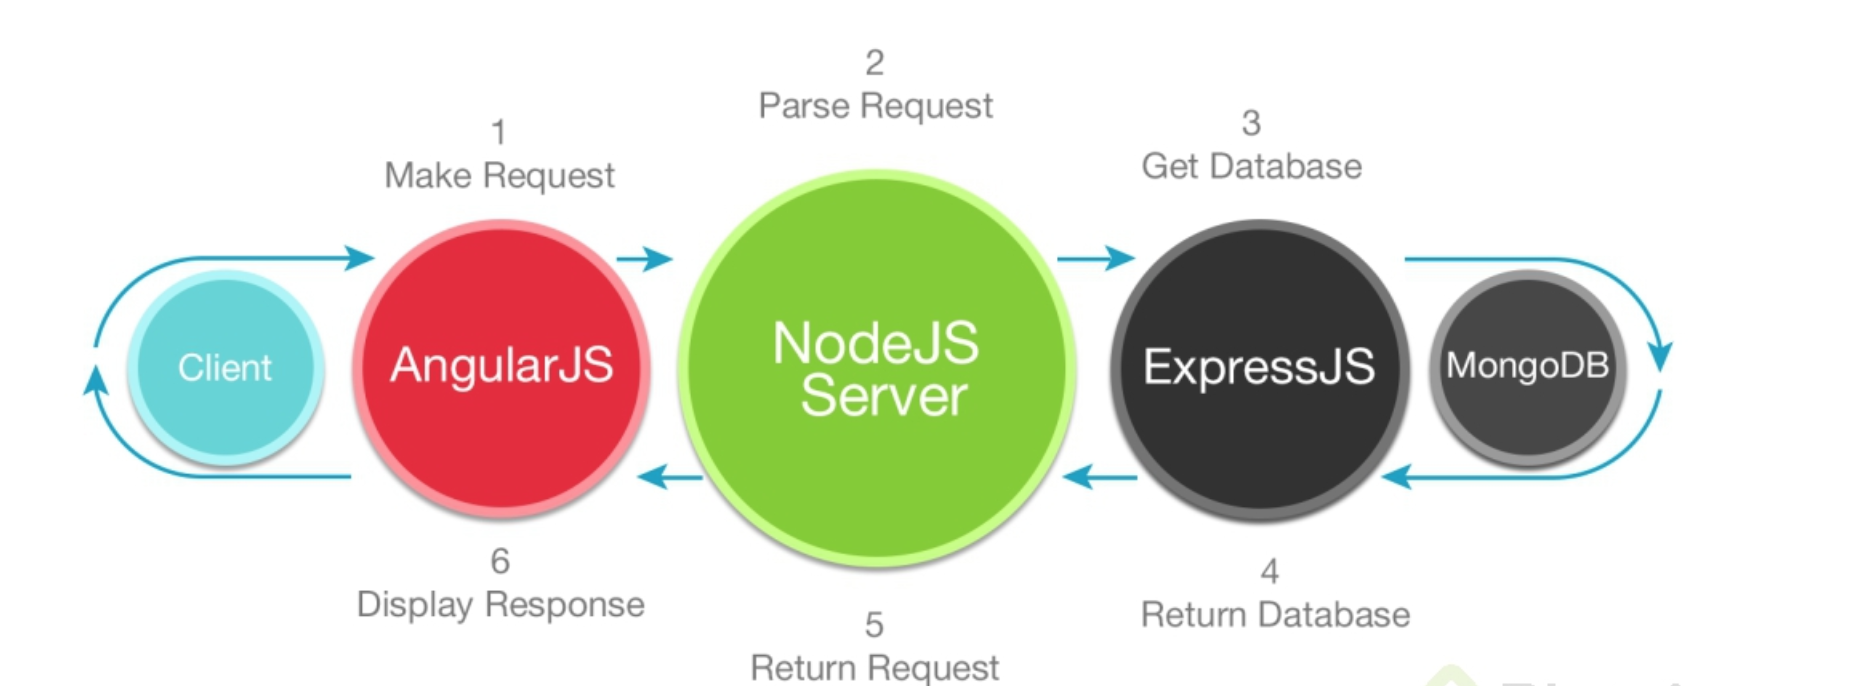 2
Parse Request
1
Make Request
3
Get Database
Client
AngularJS
NodeJS
Server
ExpressJS
MongoDB
6
Display Response
4
Return Database
5
Return Request